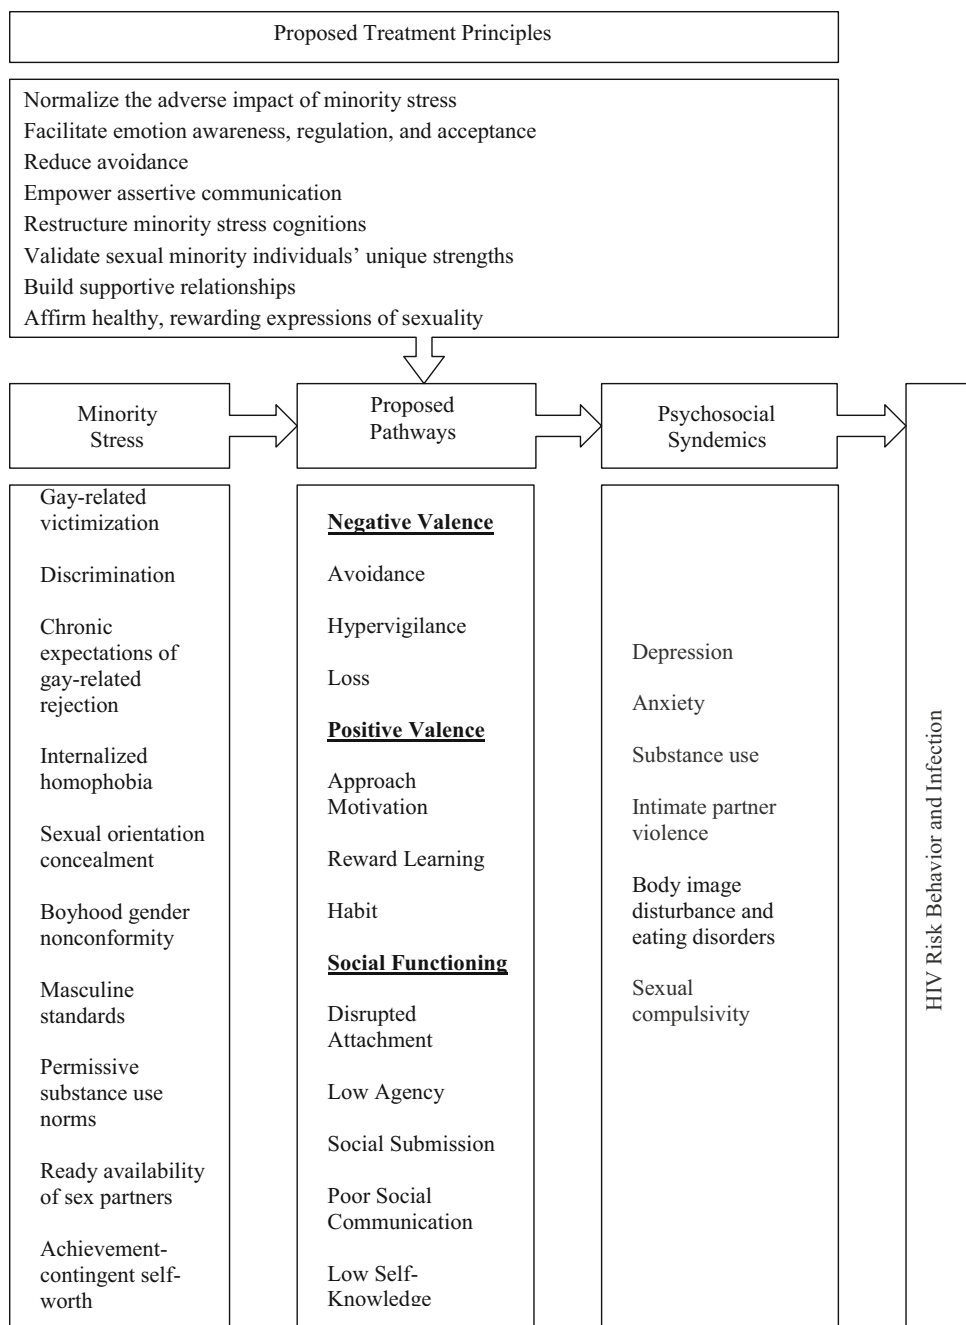 Proposed Treatment Principles
Normalize the adverse impact of minority stress
Facilitate emotion awareness, regulation, and acceptance
Reduce avoidance
Empower assertive communication
Restructure minority stress cognitions
Validate sexual minority individuals’ unique strengths
Build supportive relationships
Affirm healthy, rewarding expressions of sexuality
Minority
Stress
Gay-related
victimization
Discrimination
Chronic
expectations of
gay-related
rejection
Internalized
homophobia
Sexual orientation
concealment
Boyhood gender
nonconformity
Masculine
standards
Permissive
substance use
norms
Ready availability
of sex partners
Achievement-
contingent self-
worth
Proposed
Pathways
Negative Valence
Avoidance
Hypervigilance
Loss
Positive Valence
Approach
Motivation
Reward Learning
Habit
Social Functioning
Disrupted
Attachment
Low Agency
Social Submission
Poor Social
Communication
Low Self-
Knowledge
Psychosocial
Syndemics
Depression
Anxiety
Substance use
Intimate partner
violence
Body image
disturbance and
eating disorders
Sexual
compulsivity
HIV Risk Behavior and Infection